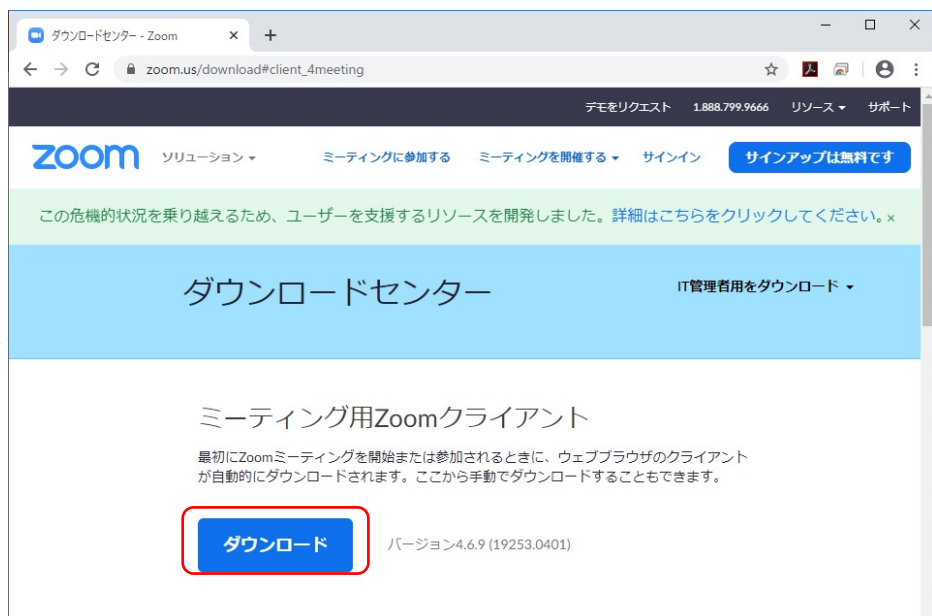 ダウンロードセンター - Zoom
zoom.us/download#client_4meeting
デモをリクエスト 1.888.799.9666 リソース サポート
zoom ソリューション ミーティングに参加する ミーティングを開催する サインイン サインアップは無料です
この危機的状況を乗り越えるため、ユーザーを支援するリソースを開発しました。詳細はこちらをクリックしてください。×
ダウンロードセンター IT管理者用をダウンロード
ミーティング用Zoomクライアント
最初にZoomミーティングを開始または参加されるときに、ウェブブラウザのクライアント
が自動的にダウンロードされます。ここから手動でダウンロードすることもできます。
ダウンロード バージョン4.6.9 (19253.0401)